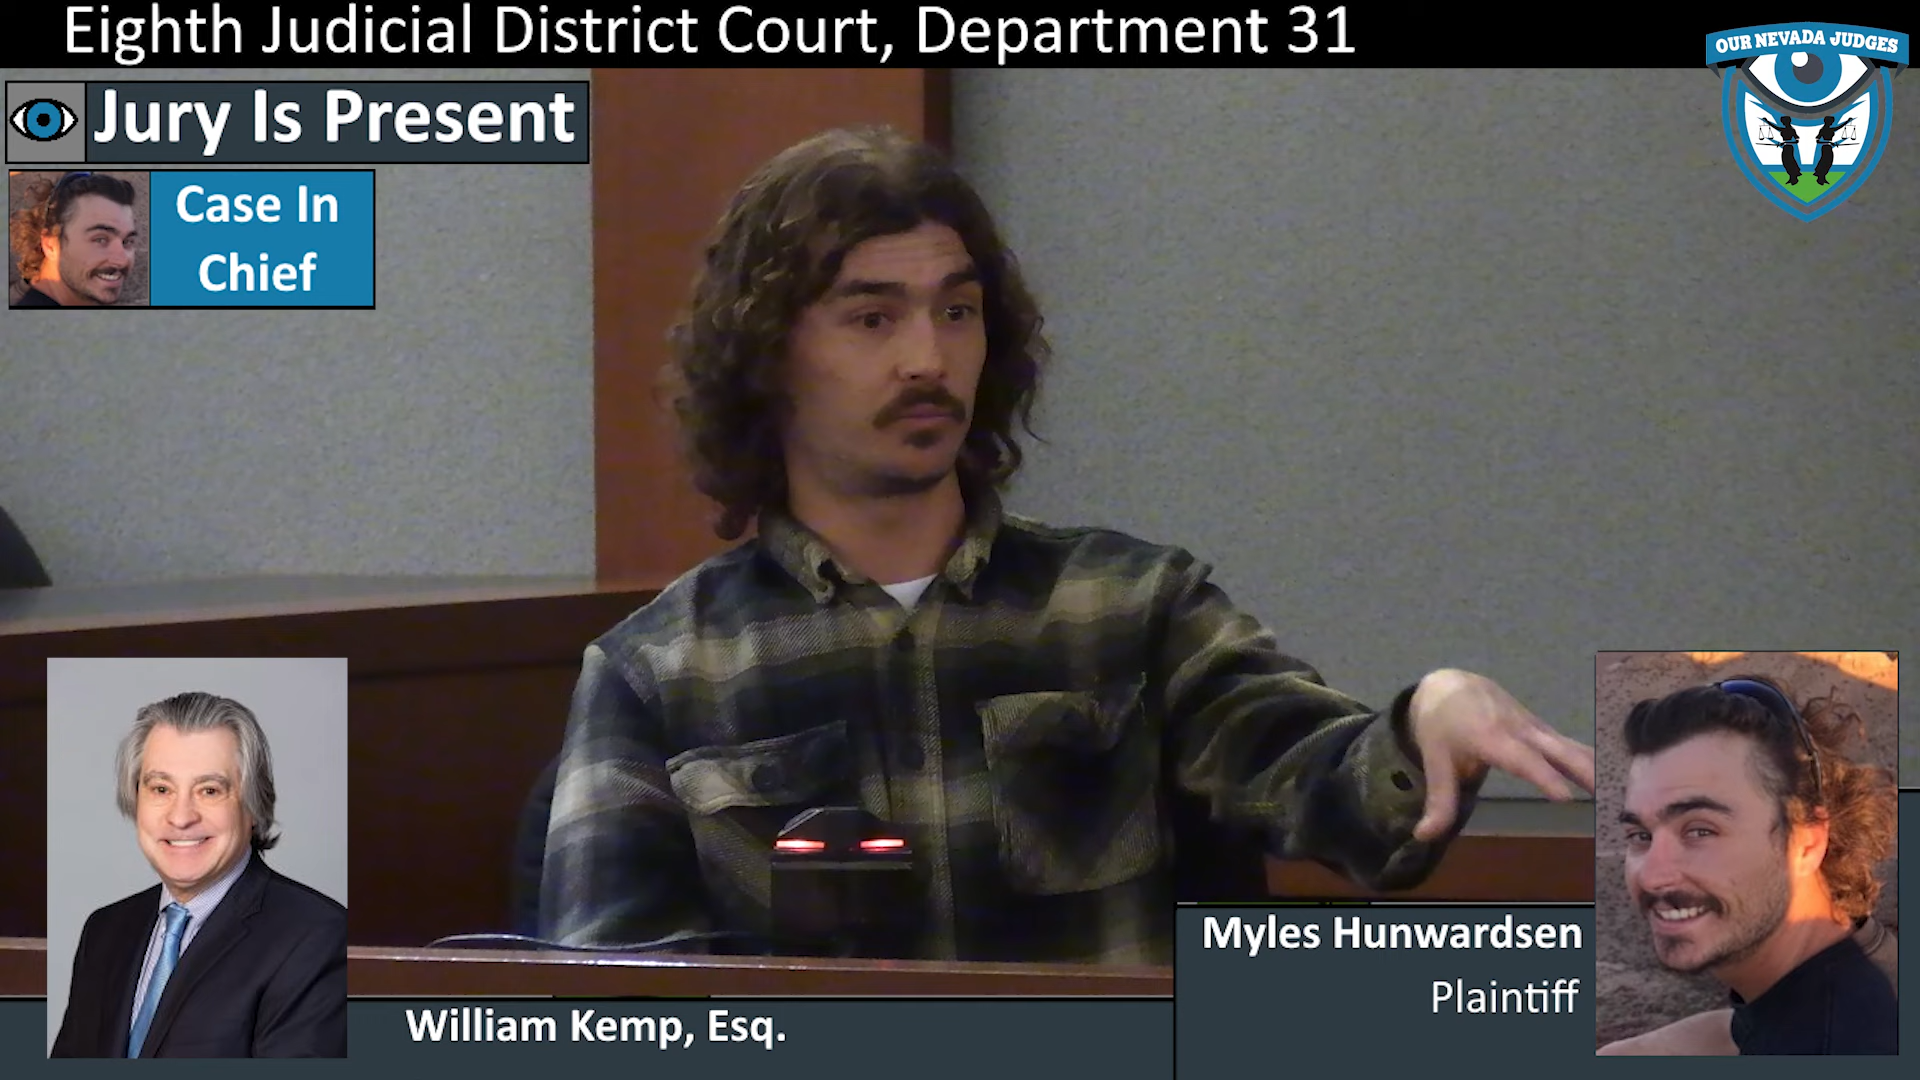 Eighth Judicial District Court, Department 31
OUR NEVADA JUDGES
Jury Is Present
Case In
Chief
Myles Hunwardsen
Plaintiff
William Kemp, Esq.